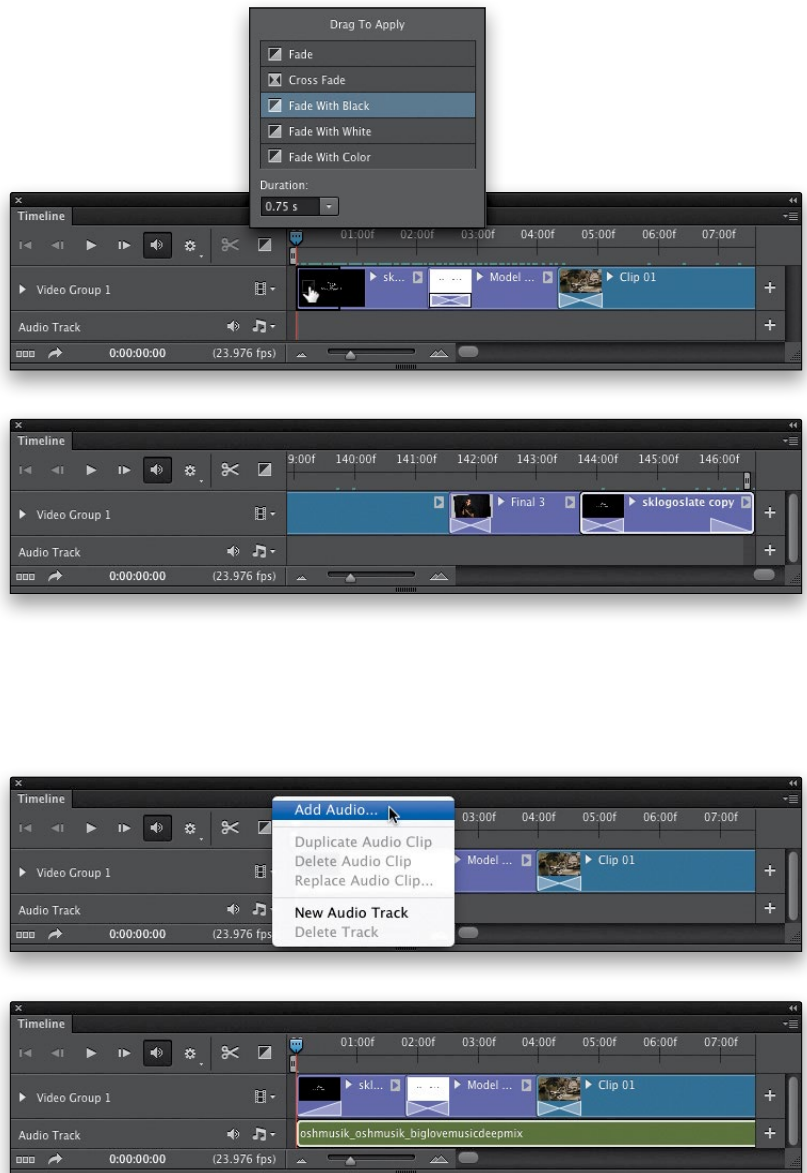 Drag To Apply
Fade
Cross Fade
Fade With Black
Fade With White
Fade With Color
Duration:
0.75 s
Timeline
01:00f 02:00f 03:00f 04:00f 05:00f 06:00f 07:00f
Video Group 1
sk... Model ... Clip 01
Audio Track
0:00:00:00 (23.976 fps)
Timeline
9:00f 140:00f 141:00f 142:00f 143:00f 144:00f 145:00f 146:00f
Video Group 1
Final 3 sklogoslate copy
Audio Track
0:00:00:00 (23.976 fps)
Timeline
03:00f 04:00f 05:00f 06:00f 07:00f
Add Audio...
Duplicate Audio Clip
Delete Audio Clip
Replace Audio Clip...
New Audio Track
Delete Track
Video Group 1
Model ... Clip 01
Audio Track
0:00:00:00 (23.976 fps
Timeline
01:00f 02:00f 03:00f 04:00f 05:00f 06:00f 07:00f
Video Group 1
skl... Model ... Clip 01
Audio Track
oshmusik_oshmusik_biglovemusicdeepmix
0:00:00:00 (23.976 fps)